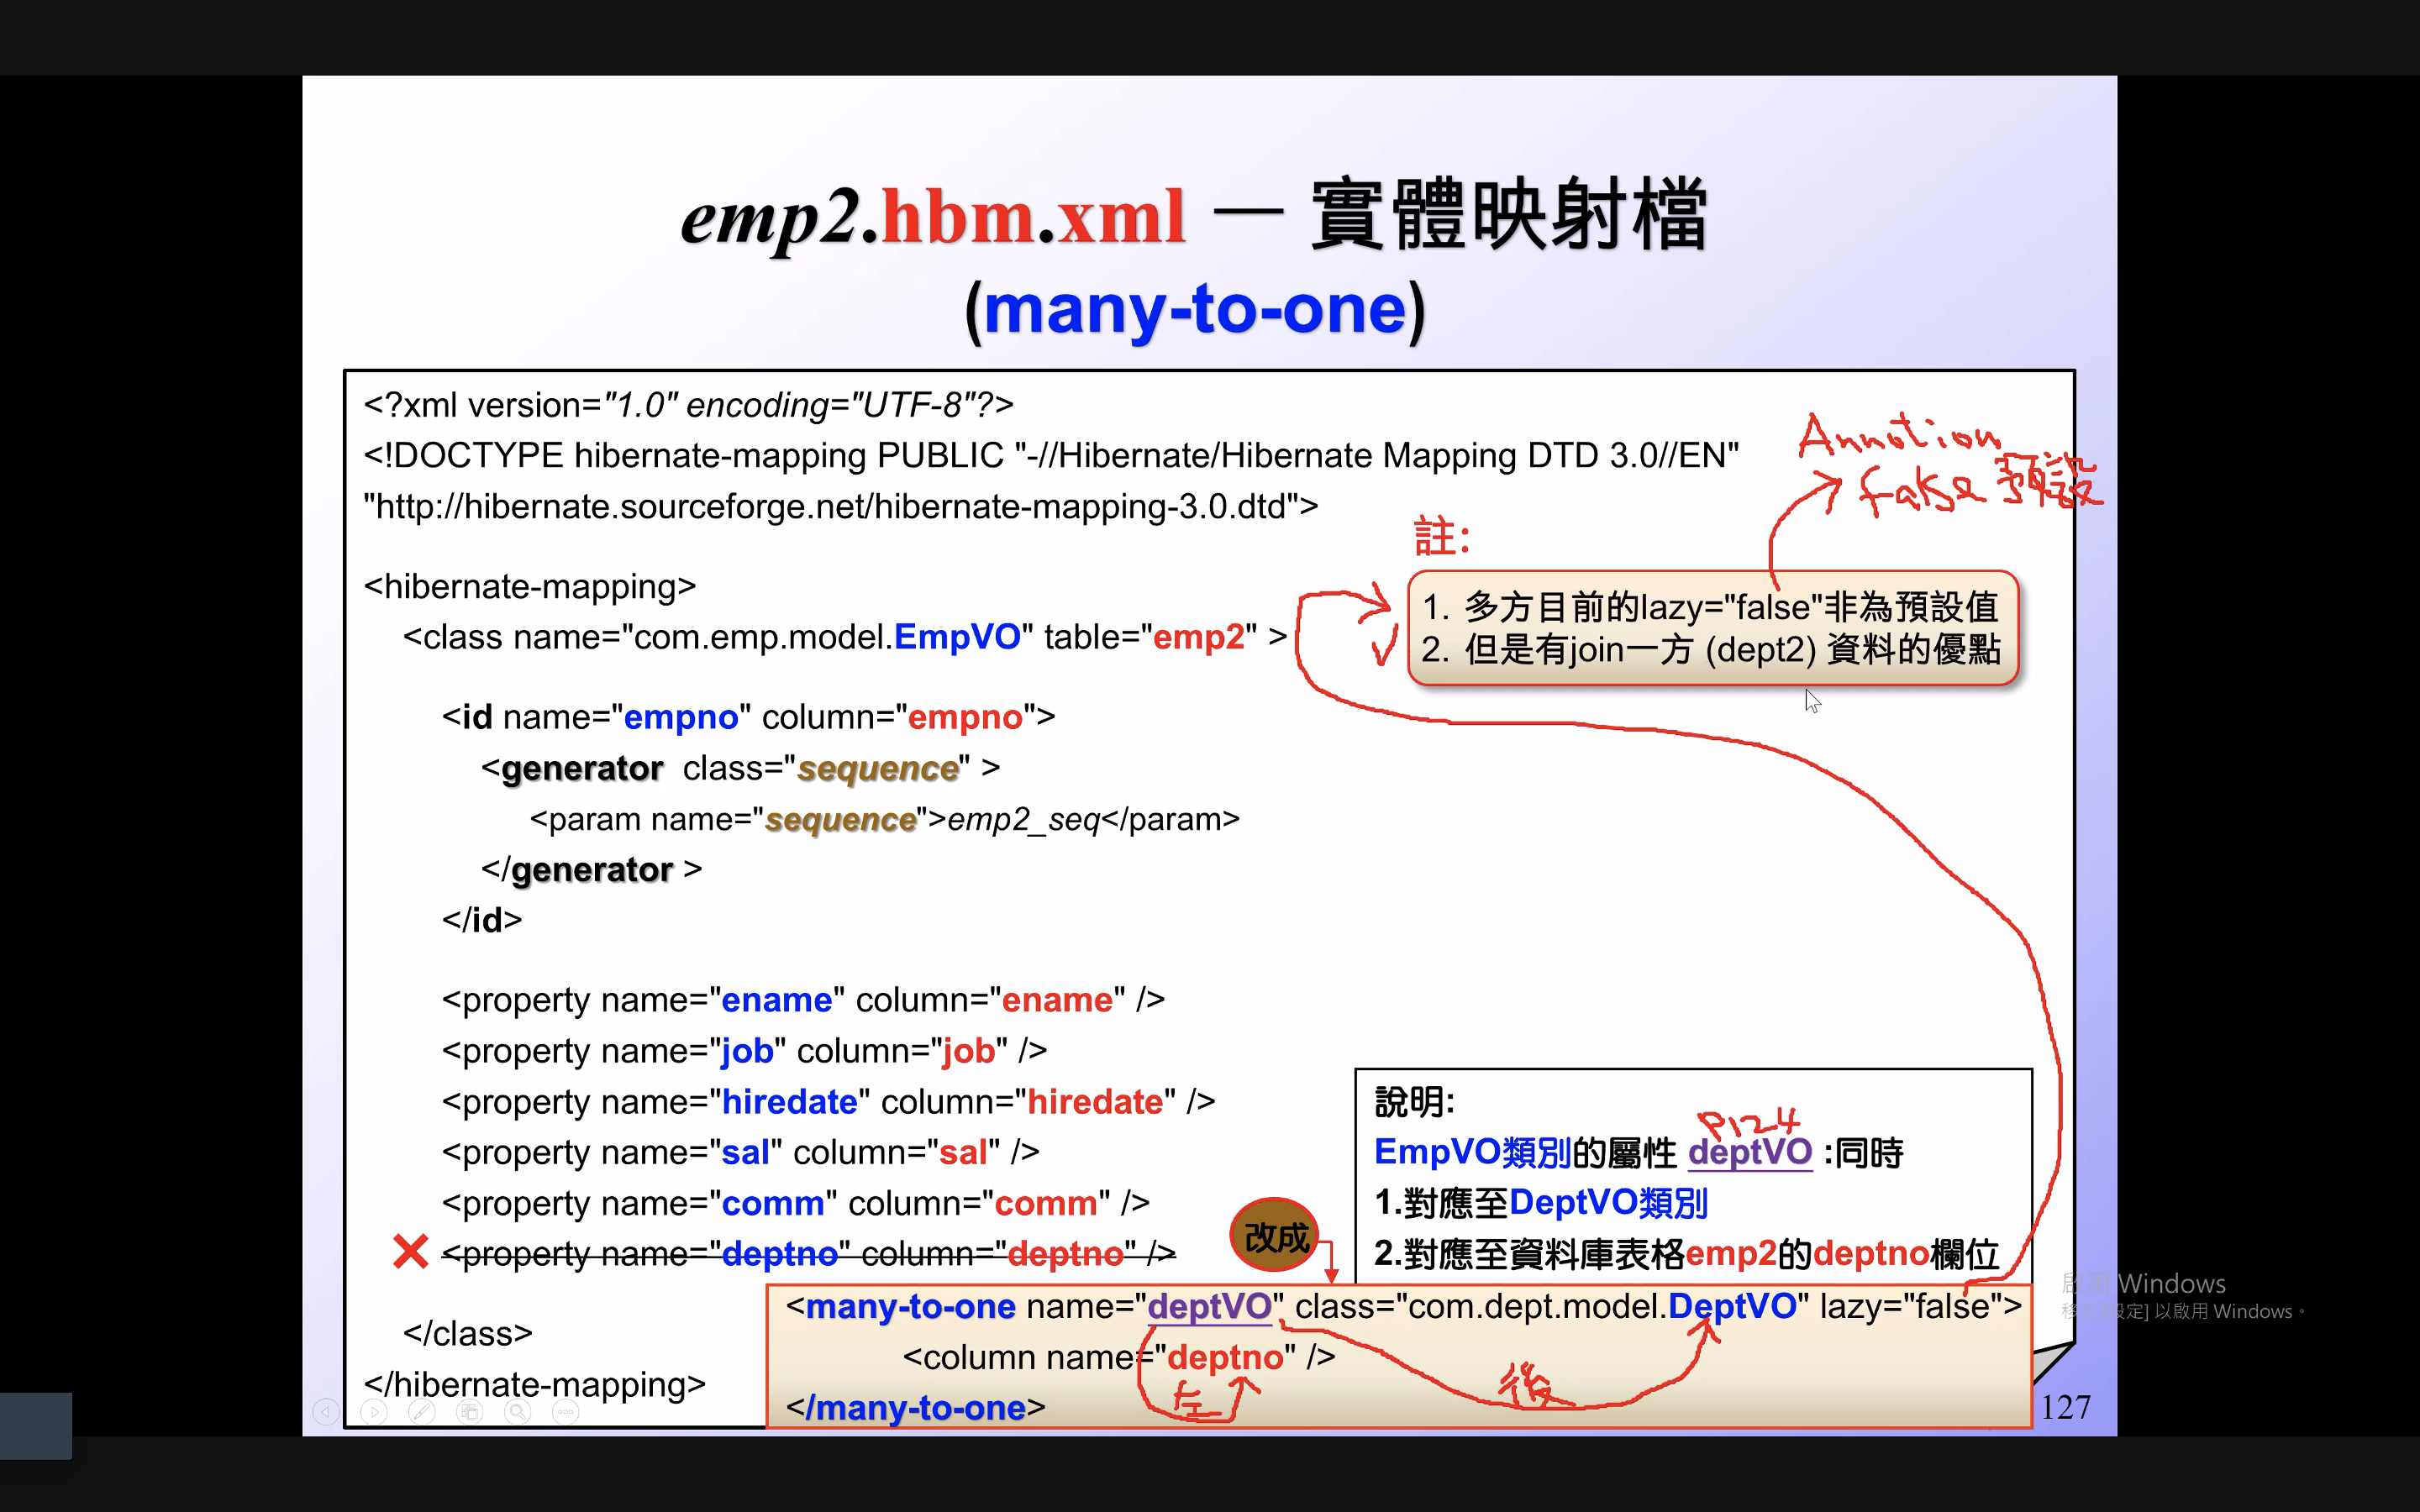 emp2.hbm.xml — 實體映射檔
(many-to-one)
<?xml version="1.0" encoding="UTF-8"?>
<!DOCTYPE hibernate-mapping PUBLIC "-//Hibernate/Hibernate Mapping DTD 3.0//EN"
"http://hibernate.sourceforge.net/hibernate-mapping-3.0.dtd">
Annotion
false 預設
註:
1. 多方目前的lazy="false"非為預設值
2. 但是有join一方 (dept2) 資料的優點
<hibernate-mapping>
<class name="com.emp.model.EmpVO" table="emp2" >
<id name="empno" column="empno">
<generator class="sequence" >
<param name="sequence">emp2_seq</param>
</generator >
</id>
<property name="ename" column="ename" />
<property name="job" column="job" />
<property name="hiredate" column="hiredate" />
<property name="sal" column="sal" />
<property name="comm" column="comm" />
<property name="deptno" column="deptno" />
改成
說明:
P124
EmpVO類別的屬性 deptVO :同時
1.對應至DeptVO類別
2.對應至資料庫表格emp2的deptno欄位
<many-to-one name="deptVO" class="com.dept.model.DeptVO" lazy="false">
<column name="deptno" />
</many-to-one>
後
</class>
</hibernate-mapping>
127
啟用 Windows
移至 [設定] 以啟用 Windows。